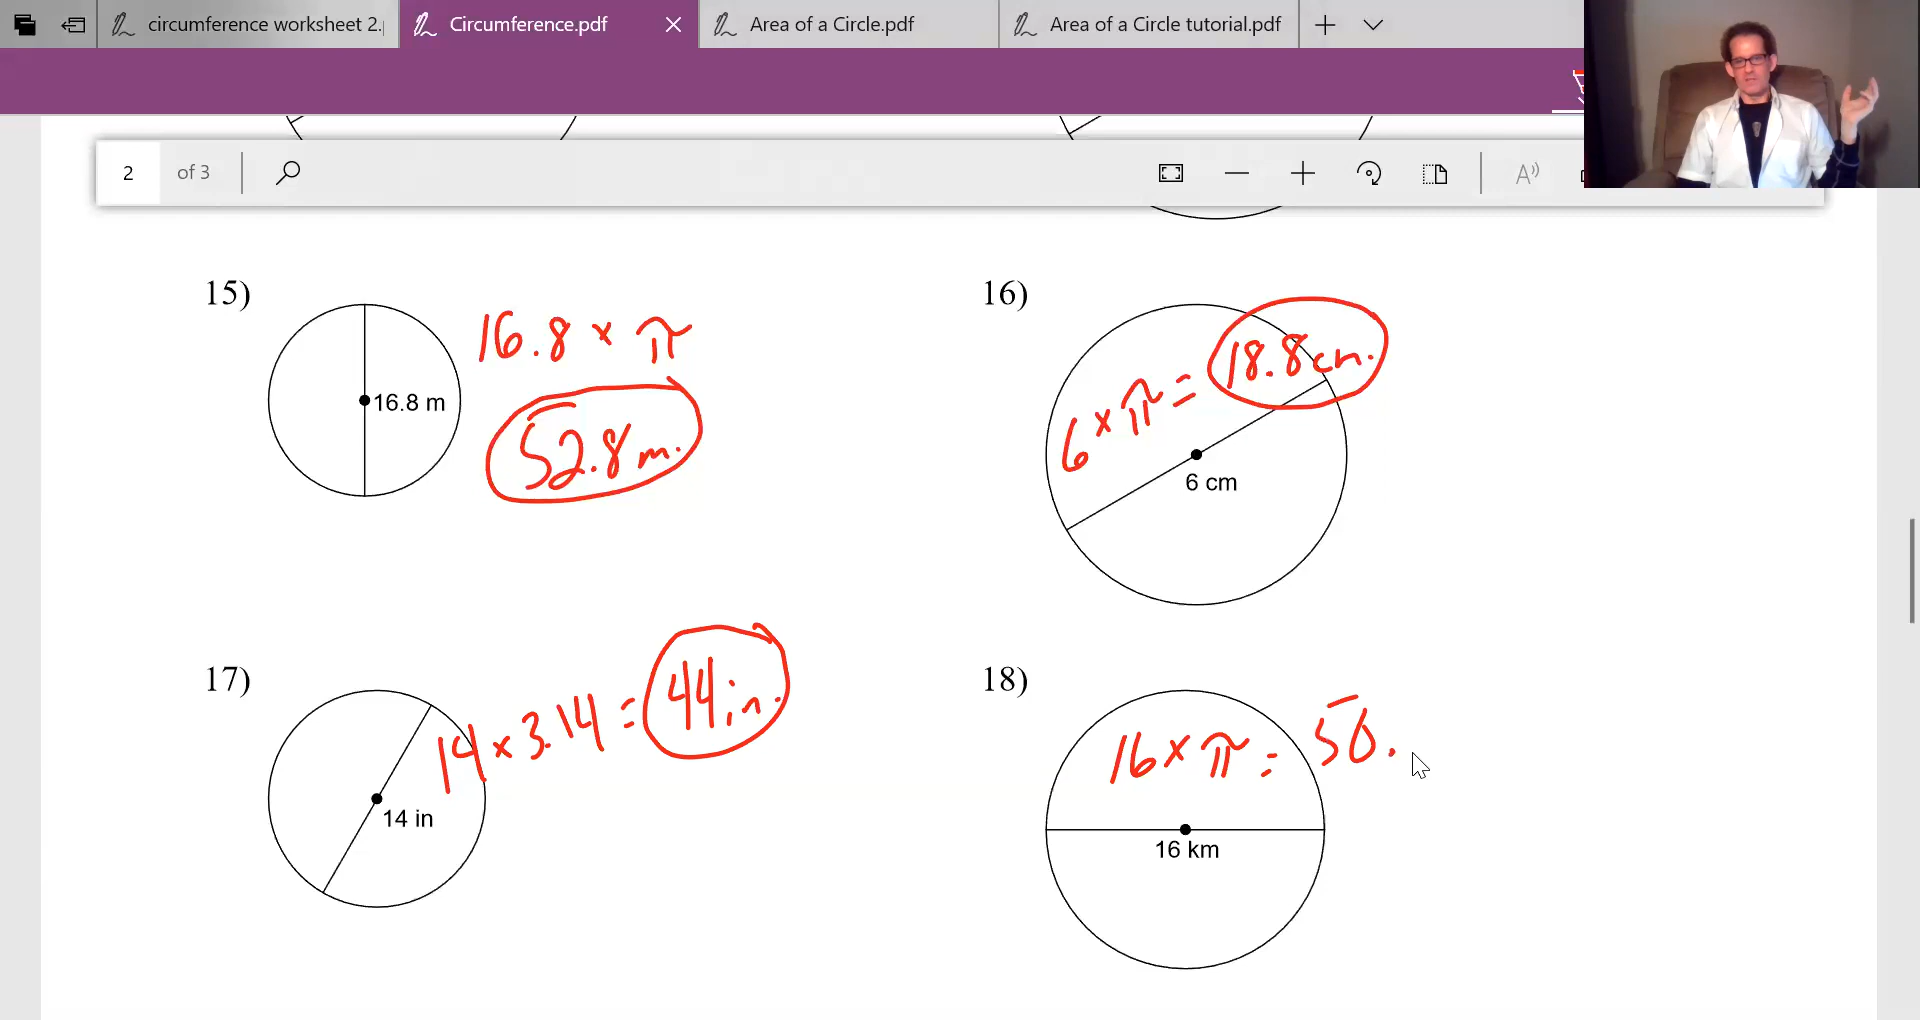 circumference worksheet 2.p
Circumference.pdf
Area of a Circle.pdf
Area of a Circle tutorial.pdf
2 of 3
15)
16.8 m
16.8 × π
52.8 m.
16)
6 × π = 18.8 cm.
6 cm
17)
14 × 3.14 = 44 in.
14 in
18)
16 × π = 50.
16 km